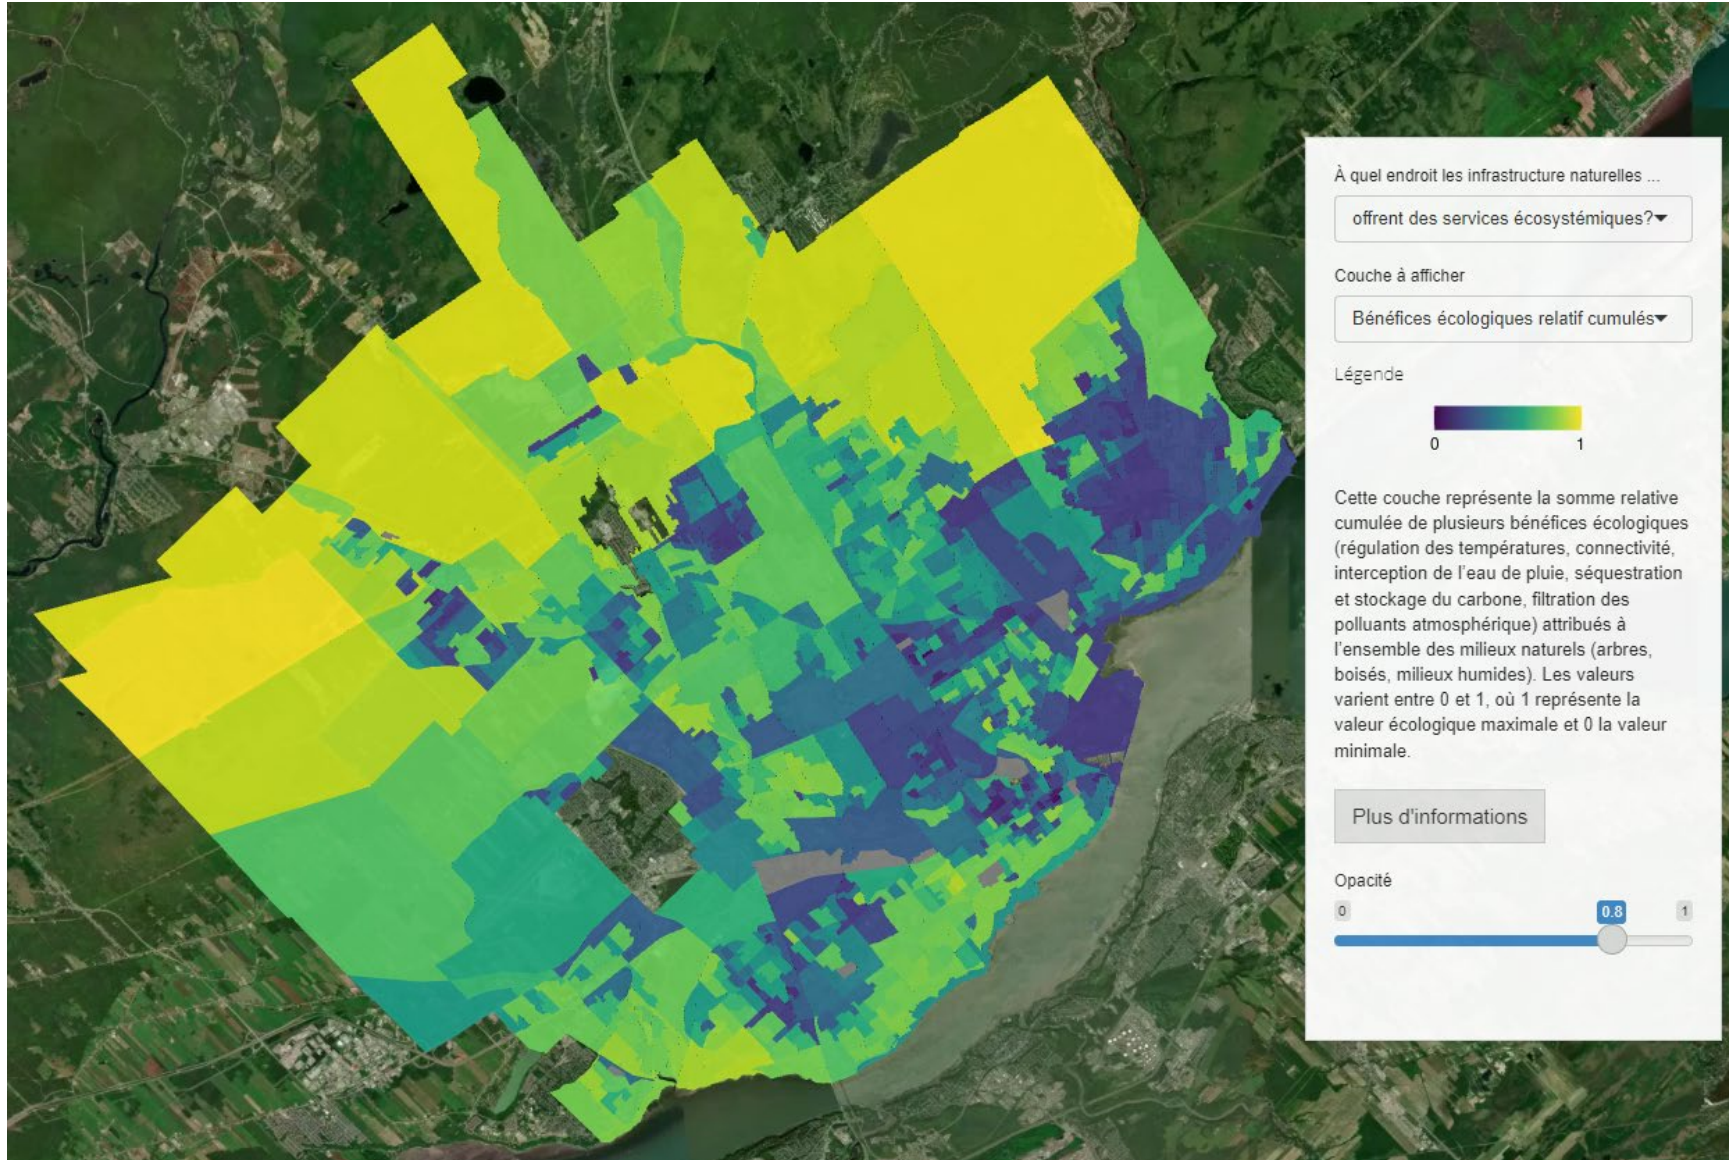 À quel endroit les infrastructure naturelles ...
offrent des services écosystémiques?
Couche à afficher
Bénéfices écologiques relatif cumulés
Légende
0 1
Cette couche représente la somme relative
cumulée de plusieurs bénéfices écologiques
(régulation des températures, connectivité,
interception de l'eau de pluie, séquestration
et stockage du carbone, filtration des
polluants atmosphérique) attribués à
l'ensemble des milieux naturels (arbres,
boisés, milieux humides). Les valeurs
varient entre 0 et 1, où 1 représente la
valeur écologique maximale et 0 la valeur
minimale.
Plus d'informations
Opacité
0 0.8 1